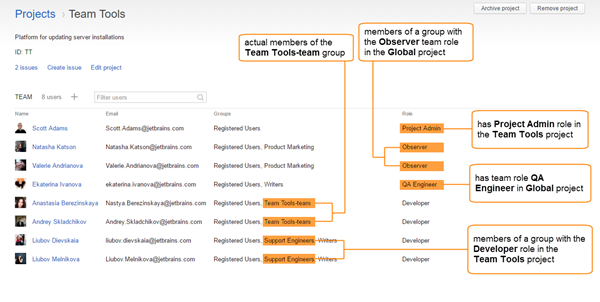 Projects › Team Tools
Archive project
Remove project
Platform for updating server installations
ID: TT
2 issues Create issue Edit project
actual members of the
Team Tools-team group
members of a group with
the Observer team role
in the Global project
TEAM 8 users +
Filter users
Name Email Groups Role
Scott Adams Scott.Adams@jetbrains.com Registered Users Project Admin
Natasha Katson Natasha.Katson@jetbrains.com Registered Users, Product Marketing Observer
Valerie Andrianova Valerie.Andrianova@jetbrains.com Registered Users, Product Marketing Observer
Ekaterina Ivanova ekaterina.ivanova@jetbrains.com Registered Users, Writers QA Engineer
Anastasia Berezinskaya Nastya.Berezinskaya@jetbrains.com Registered Users, Team Tools-team Developer
Andrey Skladchikov Andrey.Skladchikov@jetbrains.com Registered Users, Team Tools-team Developer
Liubov Dievskaia liubov.dievskaia@jetbrains.com Registered Users, Support Engineers, Writers Developer
Liubov Melnikova Liubov.Melnikova@jetbrains.com Registered Users, Support Engineers, Writers Developer
has Project Admin role in
the Team Tools project
has team role QA
Engineer in Global project
members of a group with the
Developer role in the
Team Tools project